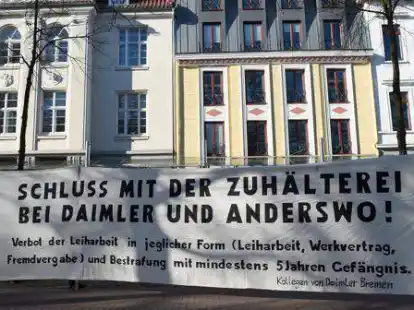 SCHLUSS MIT DER ZUHÄLTEREI
BEI DAIMLER UND ANDERSWO!
Verbot der Leiharbeit in jeglicher Form (Leiharbeit, Werkvertrag,
Fremdvergabe) und Bestrafung mit mindestens 5 Jahren Gefängnis.
Kollegen von Daimler Bremen